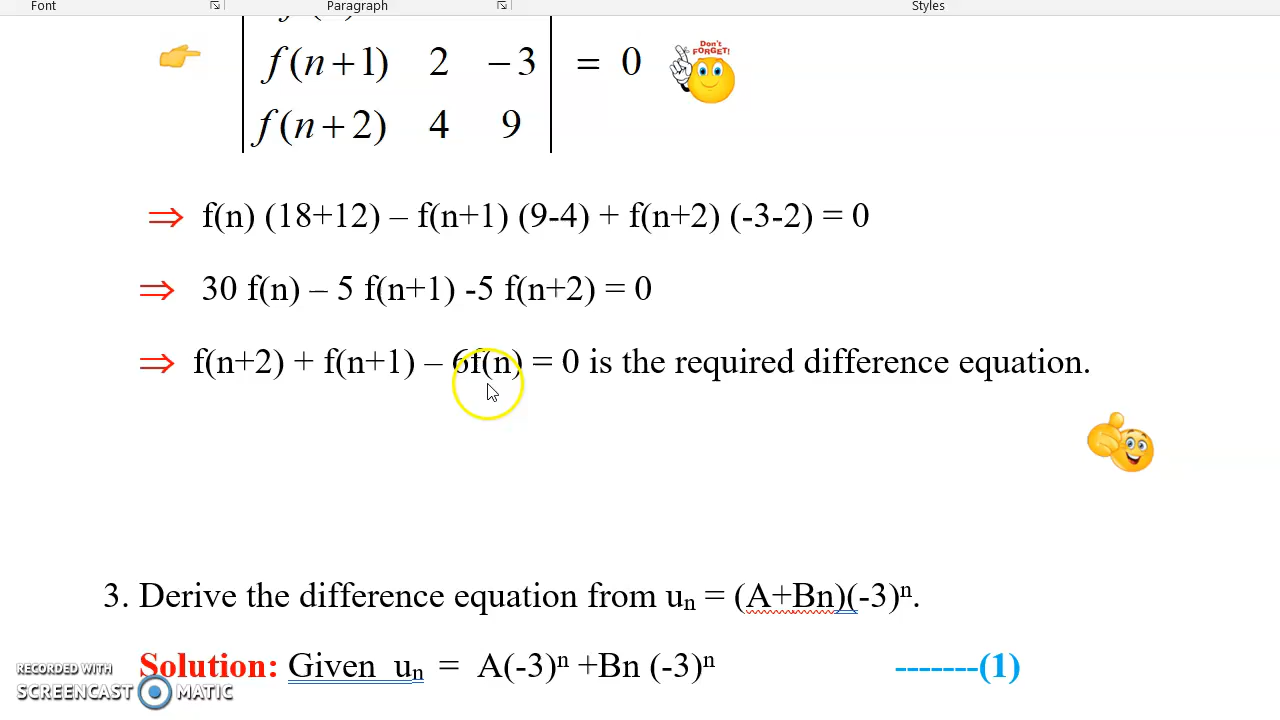 Font Paragraph Styles
f(n+1) 2 −3 = 0
Don't FORGET!
f(n+2) 4 9
⇒ f(n) (18+12) – f(n+1) (9-4) + f(n+2) (-3-2) = 0
⇒ 30 f(n) – 5 f(n+1) -5 f(n+2) = 0
⇒ f(n+2) + f(n+1) – 6f(n) = 0 is the required difference equation.
3. Derive the difference equation from uₙ = (A+Bn)(-3)ⁿ.
Solution: Given uₙ = A(-3)ⁿ +Bn (-3)ⁿ -------(1)
RECORDED WITH
SCREENCAST MATIC